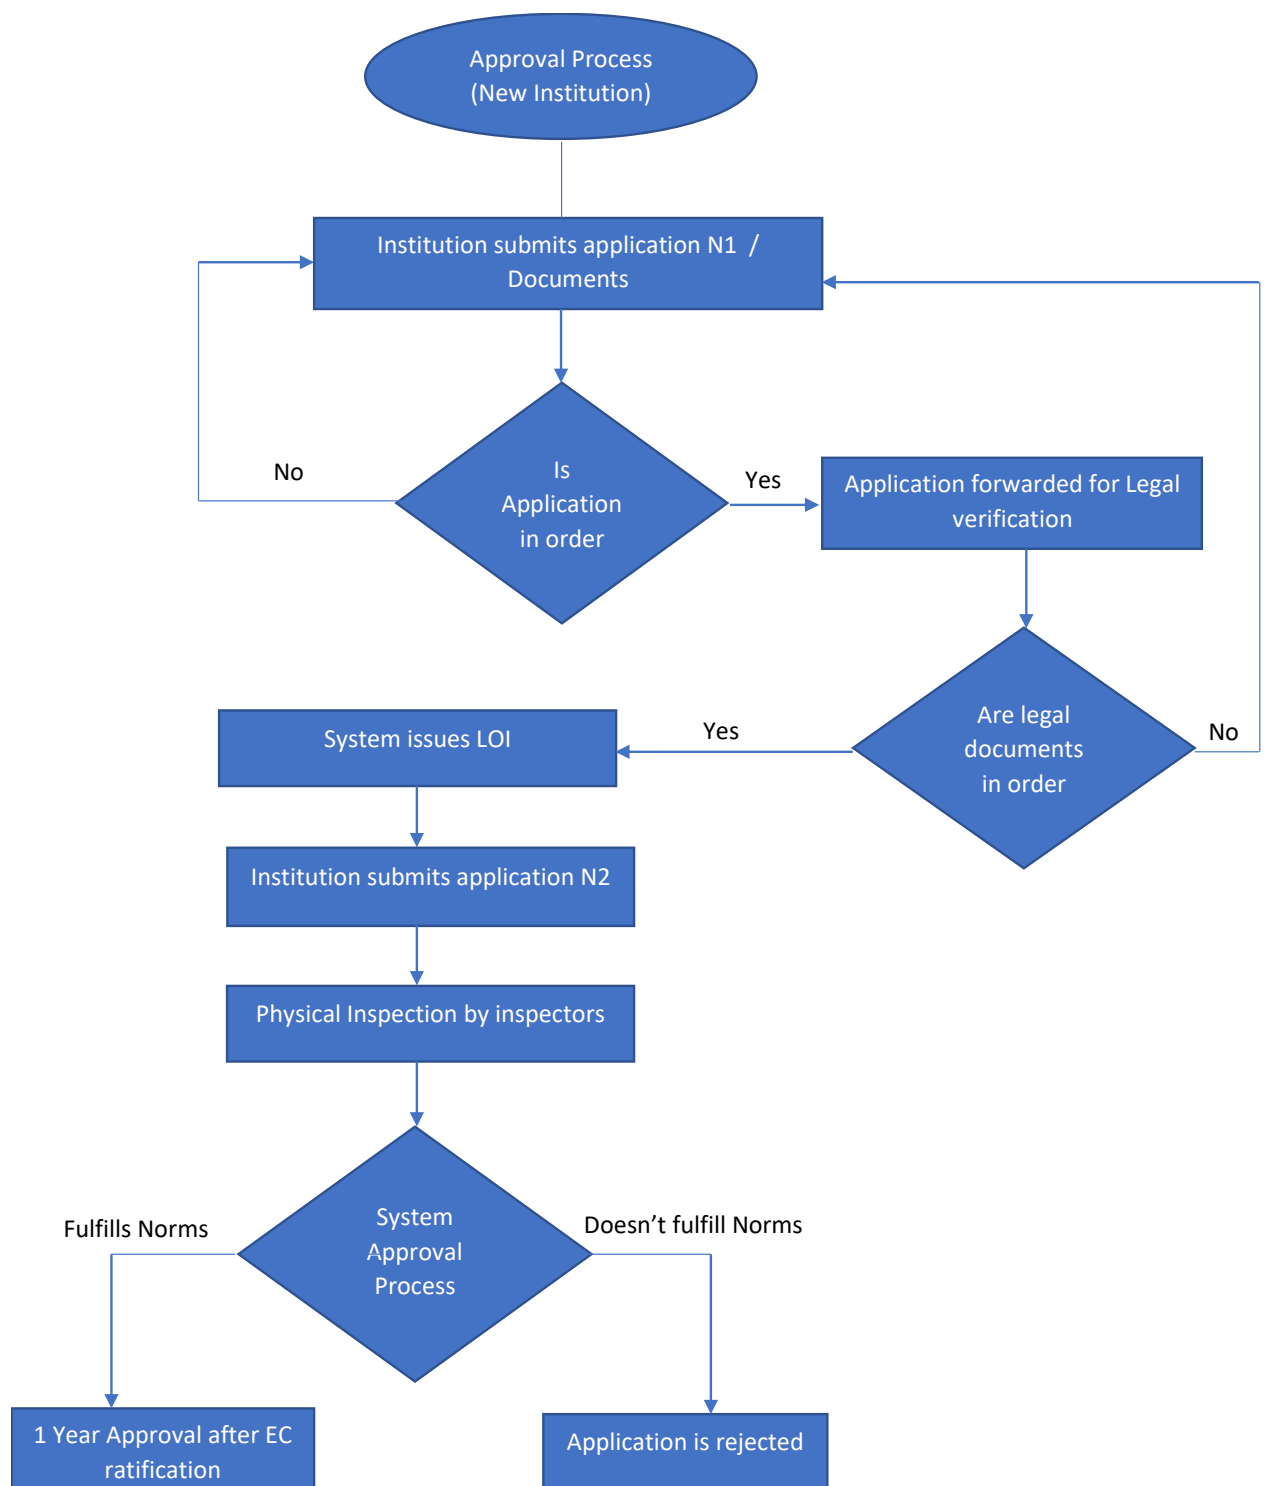 Approval Process
(New Institution)
Institution submits application N1  /
Documents
No
Is
Application
in order
Yes
Application forwarded for Legal
verification
System issues LOI
Yes
Are legal
documents
in order
No
Institution submits application N2
Physical Inspection by inspectors
Fulfills Norms
System
Approval
Process
Doesn’t fulfill Norms
1 Year Approval after EC
ratification
Application is rejected